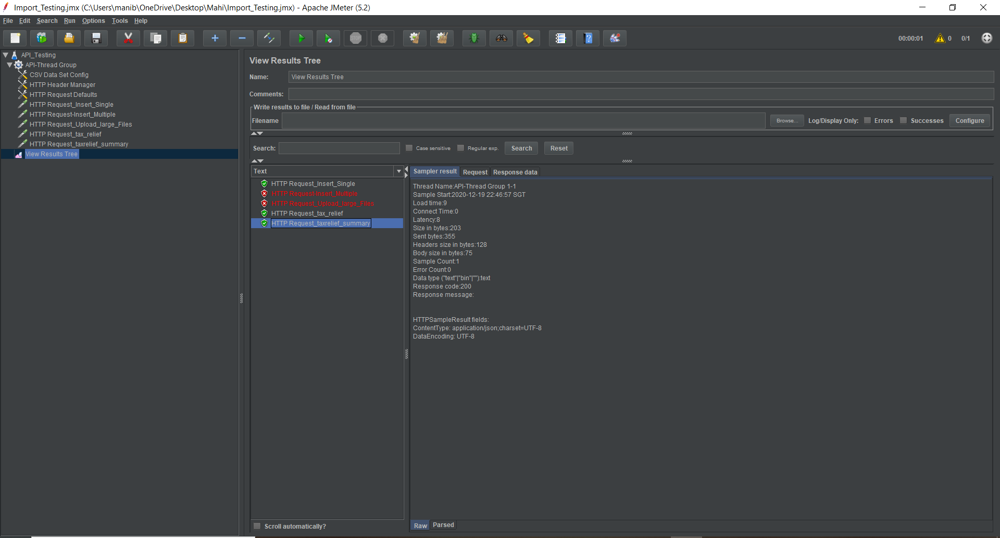 Import_Testing.jmx (C:\Users\manib\OneDrive\Desktop\Mahi\Import_Testing.jmx) - Apache JMeter (5.2)
File Edit Search Run Options Tools Help
STOP
00:00:01 0 0/1
API_Testing
API-Thread Group
CSV Data Set Config
HTTP Header Manager
HTTP Request Defaults
HTTP Request_Insert_Single
HTTP Request-Insert_Multiple
HTTP Request_Upload_large_Files
HTTP Request_tax_relief
HTTP Request_taxrelief_summary
View Results Tree
View Results Tree
Name: View Results Tree
Comments:
Write results to file / Read from file
Filename Browse... Log/Display Only: Errors Successes Configure
Search: Case sensitive Regular exp. Search Reset
Text
HTTP Request_Insert_Single
HTTP Request-Insert_Multiple
HTTP Request_Upload_large_Files
HTTP Request_tax_relief
HTTP Request_taxrelief_summary
Scroll automatically?
Sampler result Request Response data
Thread Name:API-Thread Group 1-1
Sample Start:2020-12-19 22:46:57 SGT
Load time:9
Connect Time:0
Latency:8
Size in bytes:203
Sent bytes:355
Headers size in bytes:128
Body size in bytes:75
Sample Count:1
Error Count:0
Data type ("text"|"bin"|""):text
Response code:200
Response message:
HTTPSampleResult fields:
ContentType: application/json;charset=UTF-8
DataEncoding: UTF-8
Raw Parsed